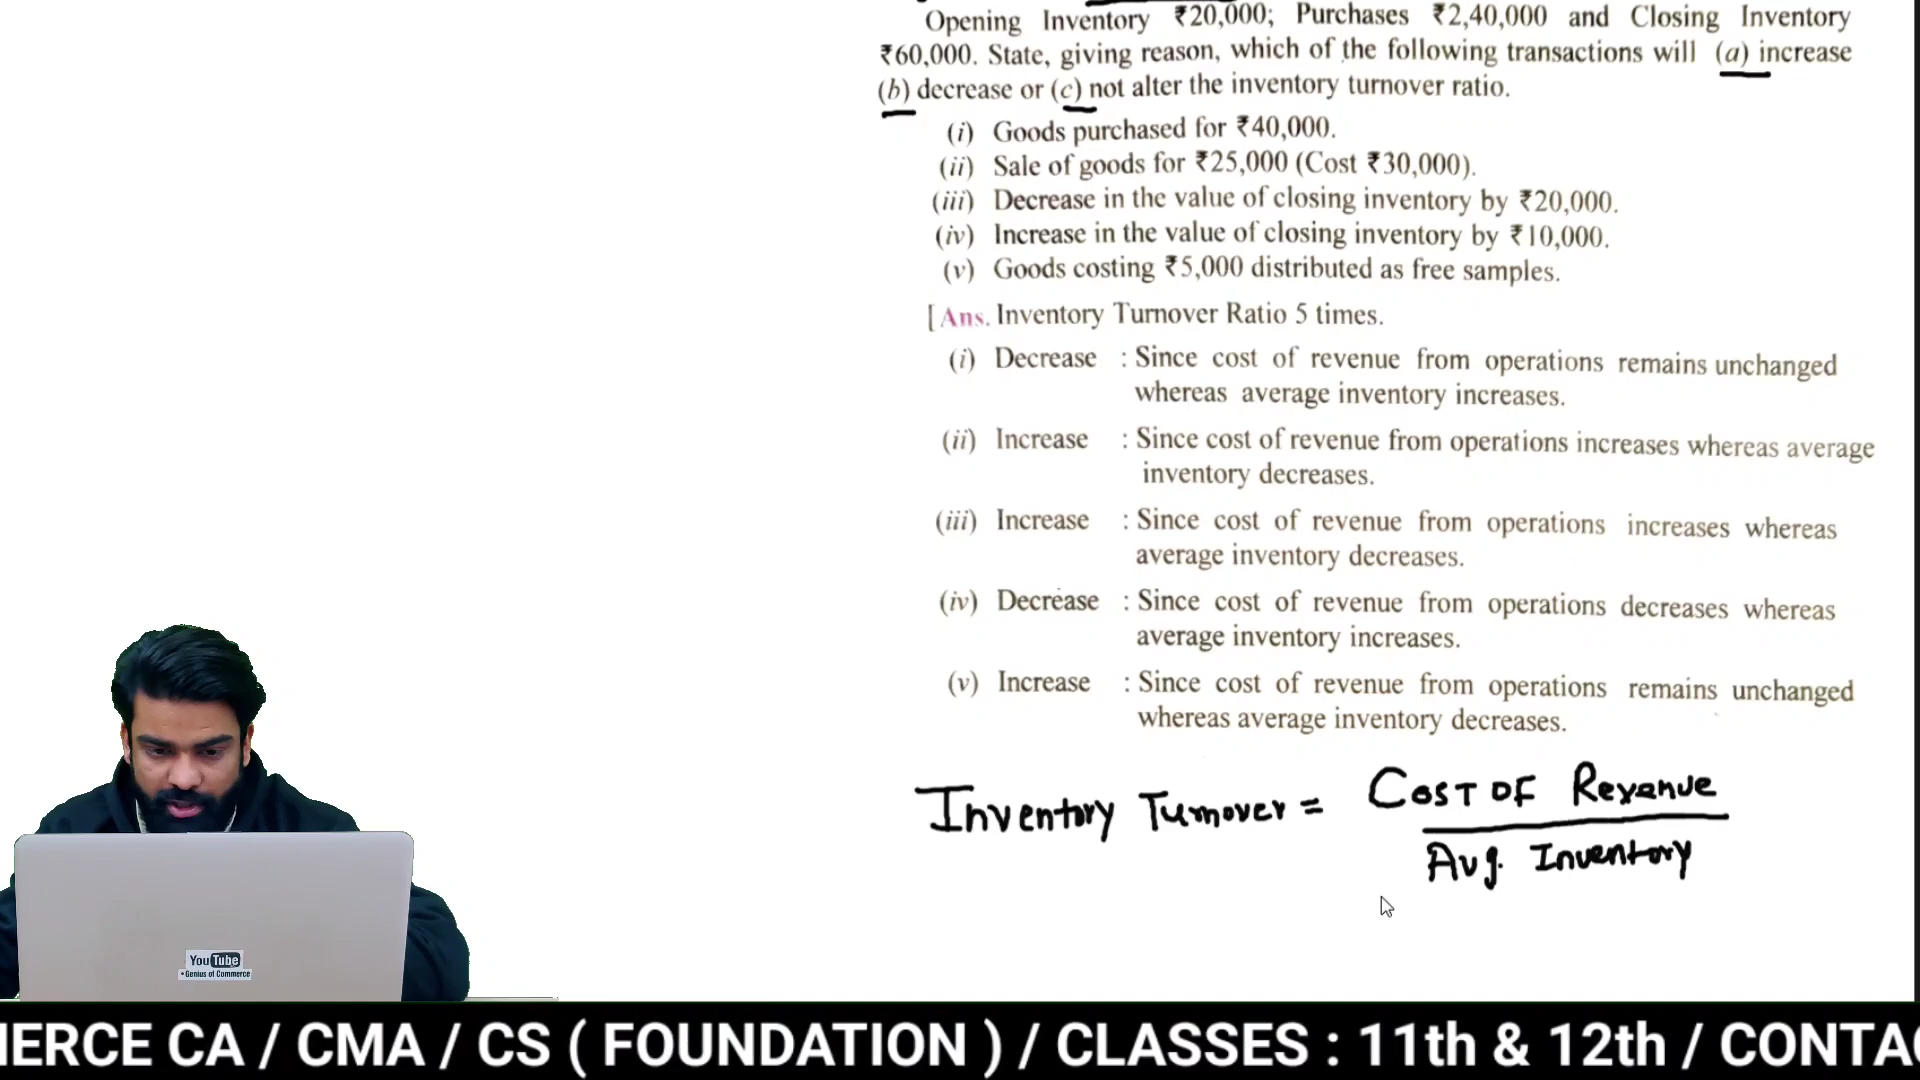 Opening Inventory ₹20,000; Purchases ₹2,40,000 and Closing Inventory
₹60,000. State, giving reason, which of the following transactions will (a) increase
(b) decrease or (c) not alter the inventory turnover ratio.
(i) Goods purchased for ₹40,000.
(ii) Sale of goods for ₹25,000 (Cost ₹30,000).
(iii) Decrease in the value of closing inventory by ₹20,000.
(iv) Increase in the value of closing inventory by ₹10,000.
(v) Goods costing ₹5,000 distributed as free samples.
[Ans. Inventory Turnover Ratio 5 times.
(i) Decrease : Since cost of revenue from operations remains unchanged
whereas average inventory increases.
(ii) Increase : Since cost of revenue from operations increases whereas average
inventory decreases.
(iii) Increase : Since cost of revenue from operations increases whereas
average inventory decreases.
(iv) Decrease : Since cost of revenue from operations decreases whereas
average inventory increases.
(v) Increase : Since cost of revenue from operations remains unchanged
whereas average inventory decreases.
Inventory Turnover = Cost of Revenue
Avg. Inventory
YouTube
• Genius of Commerce
MERCE CA / CMA / CS ( FOUNDATION ) / CLASSES : 11th & 12th / CONTAC